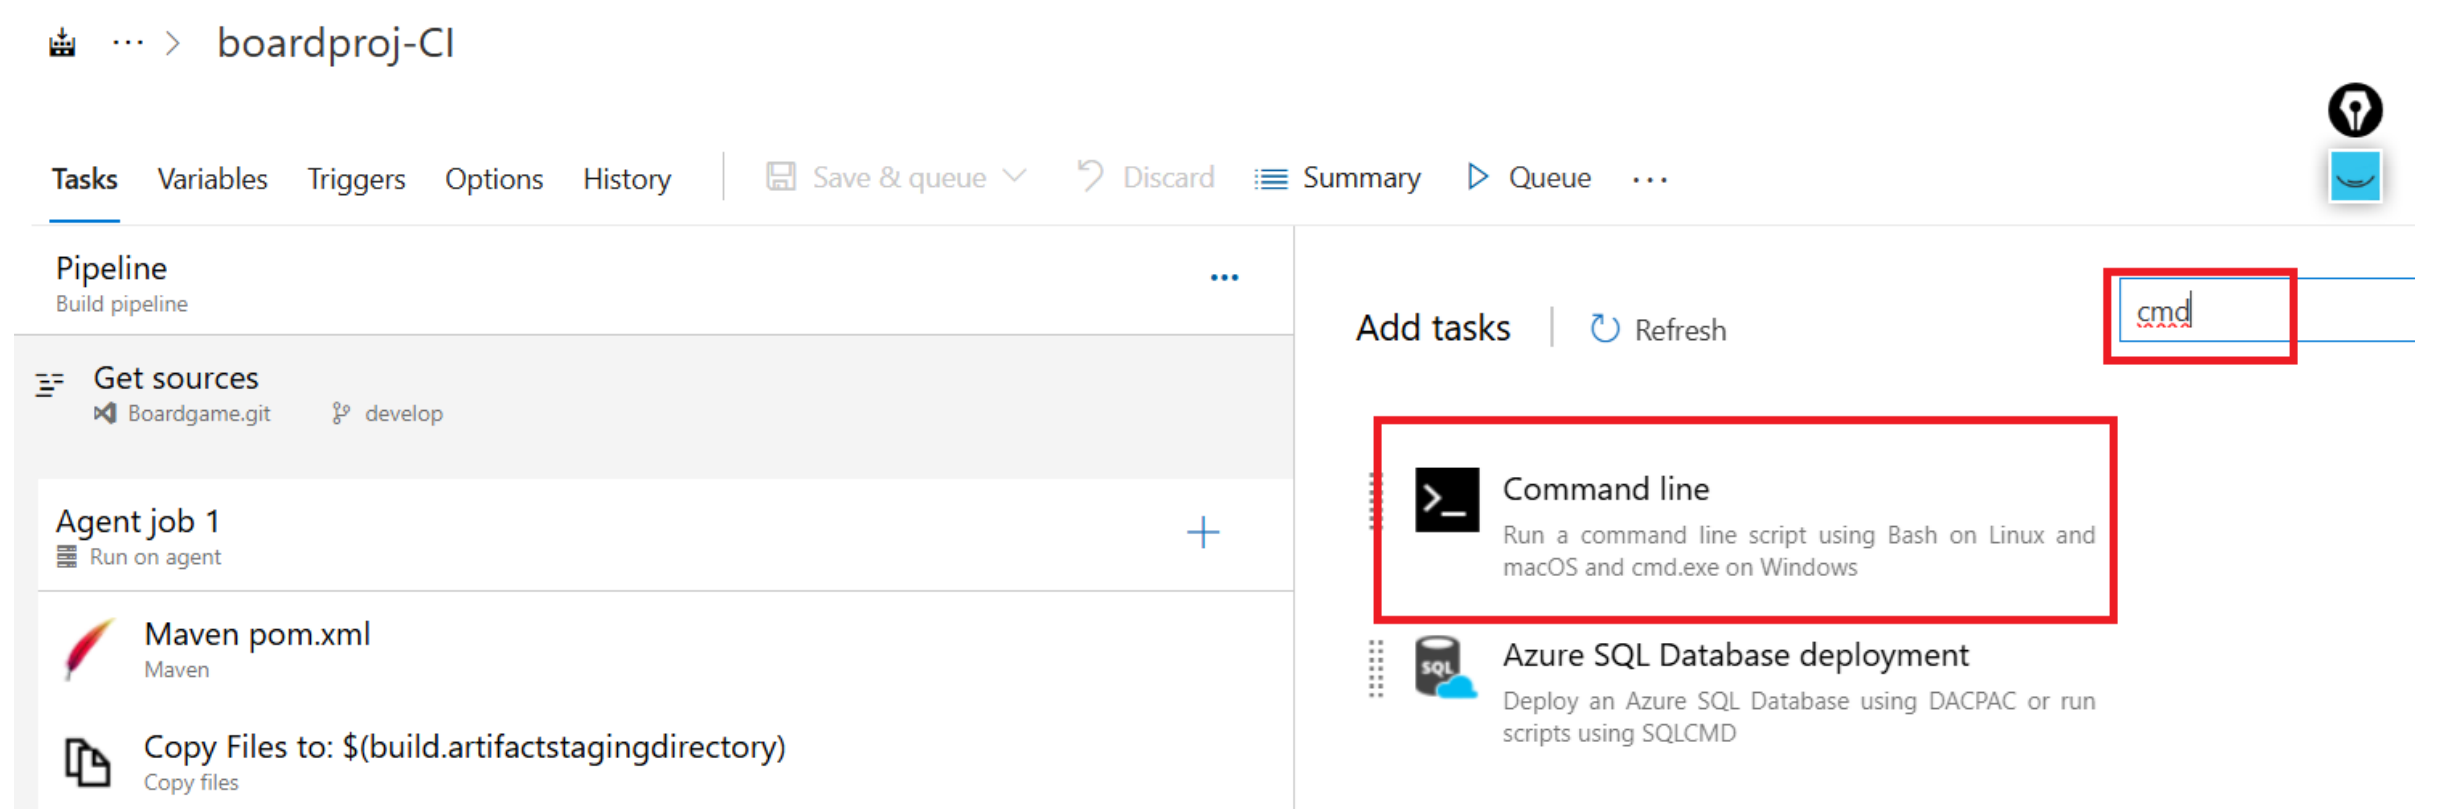 ··· > boardproj-CI
Tasks Variables Triggers Options History Save & queue Discard Summary Queue ···
Pipeline
Build pipeline
Get sources
Boardgame.git develop
Agent job 1
Run on agent
Maven pom.xml
Maven
Copy Files to: $(build.artifactstagingdirectory)
Copy files
Add tasks | Refresh
cmd
Command line
Run a command line script using Bash on Linux and
macOS and cmd.exe on Windows
SQL
Azure SQL Database deployment
Deploy an Azure SQL Database using DACPAC or run
scripts using SQLCMD